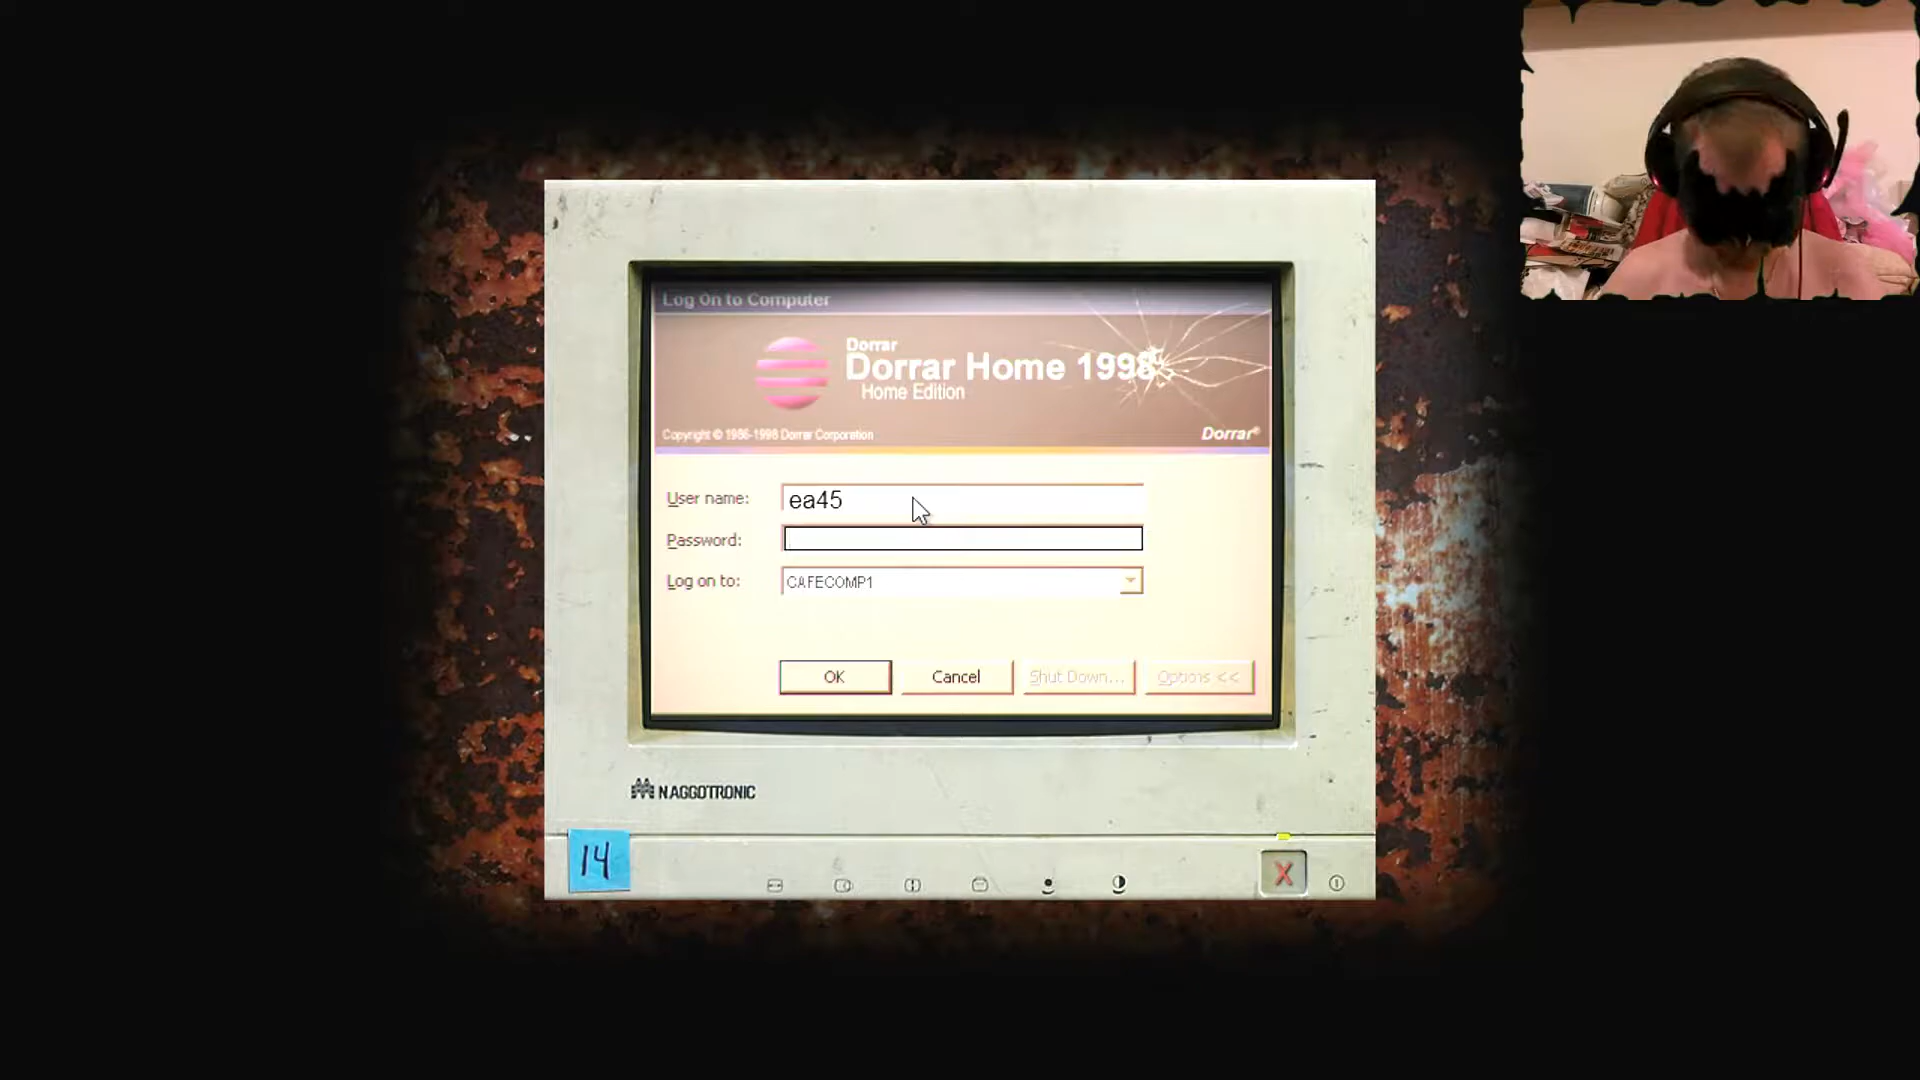 Log On to Computer
Dorrar
Dorrar Home 1998
Home Edition
Copyright © 1986-1998 Dorrar Corporation
Dorrar®
User name:
ea45
Password:
Log on to:
CAFECOMP1
OK
Cancel
Shut Down...
Options <<
NAGGOTRONIC
14
X